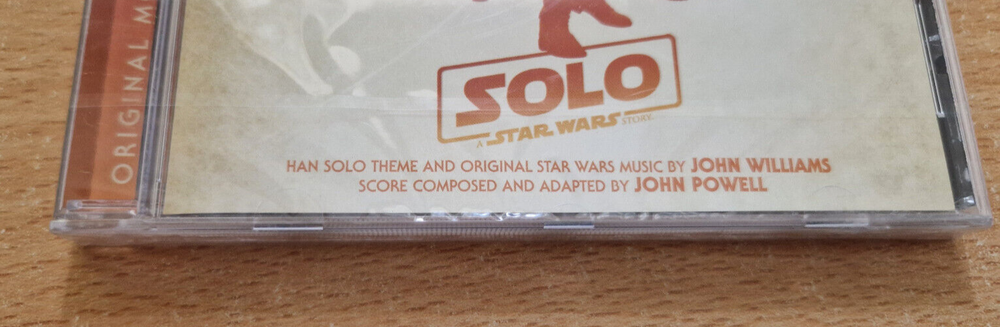 ORIGINAL M
SOLO
A STAR WARS STORY
HAN SOLO THEME AND ORIGINAL STAR WARS MUSIC BY JOHN WILLIAMS
SCORE COMPOSED AND ADAPTED BY JOHN POWELL